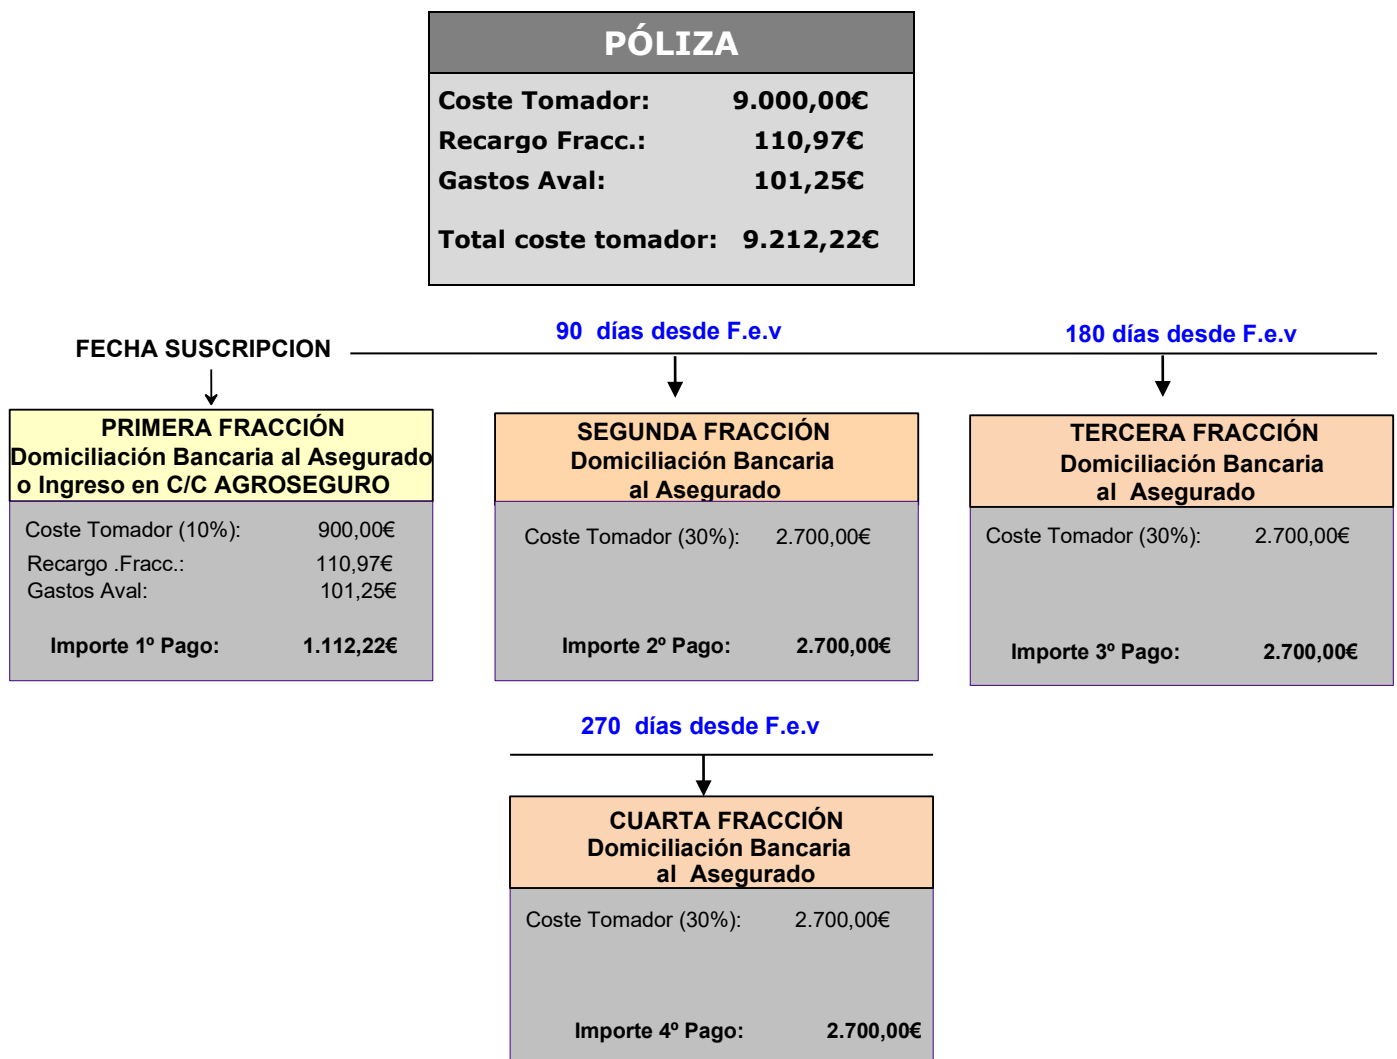 PÓLIZA
Coste Tomador: 9.000,00€
Recargo Fracc.: 110,97€
Gastos Aval: 101,25€
Total coste tomador: 9.212,22€
FECHA SUSCRIPCION
90 días desde F.e.v
180 días desde F.e.v
PRIMERA FRACCIÓN
Domiciliación Bancaria al Asegurado
o Ingreso en C/C AGROSEGURO
Coste Tomador (10%): 900,00€
Recargo .Fracc.: 110,97€
Gastos Aval: 101,25€
Importe 1º Pago: 1.112,22€
SEGUNDA FRACCIÓN
Domiciliación Bancaria
al Asegurado
Coste Tomador (30%): 2.700,00€
Importe 2º Pago: 2.700,00€
TERCERA FRACCIÓN
Domiciliación Bancaria
al Asegurado
Coste Tomador (30%): 2.700,00€
Importe 3º Pago: 2.700,00€
270 días desde F.e.v
CUARTA FRACCIÓN
Domiciliación Bancaria
al Asegurado
Coste Tomador (30%): 2.700,00€
Importe 4º Pago: 2.700,00€